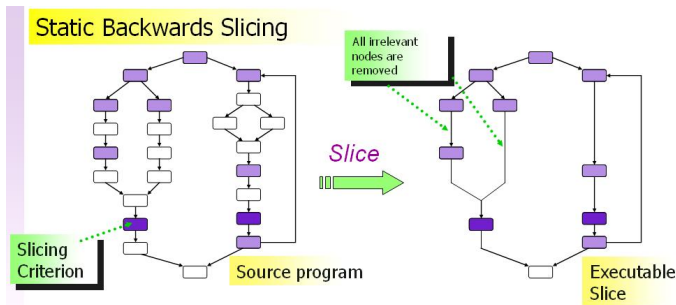 Static Backwards Slicing
All irrelevant
nodes are
removed
Slice
Slicing
Criterion
Source program
Executable
Slice